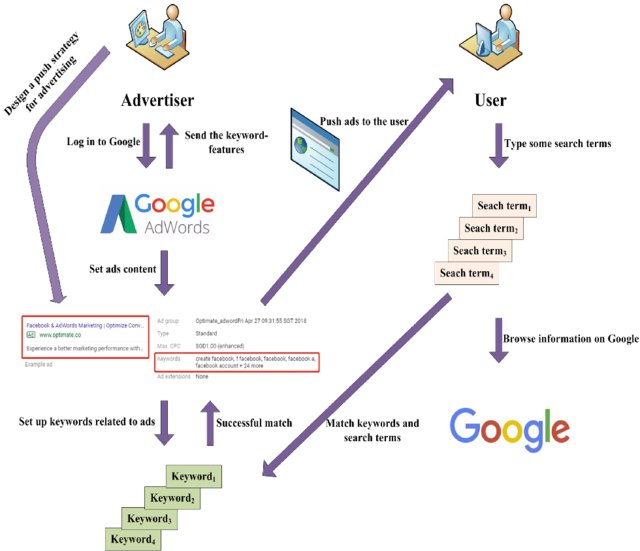 Design a push strategy
for advertising
Advertiser
User
Log in to Google
Send the keyword-
features
Push ads to the user
Type some search terms
Google
AdWords
Seach term1
Seach term2
Seach term3
Seach term4
Set ads content
Facebook & AdWords Marketing | Optimize Conv...
Ad www.optimate.co
Experience a better marketing performance with...
Example ad
Ad group Optimate_adwordFri Apr 27 09:31:55 SGT 2018
Type Standard
Max. CPC SGD1.00 (enhanced)
Keywords create facebook, f facebook, facebook, facebook a,
facebook account + 24 more
Ad extensions None
Browse information on Google
Set up keywords related to ads
Successful match
Match keywords and
search terms
Google
Keyword1
Keyword2
Keyword3
Keyword4